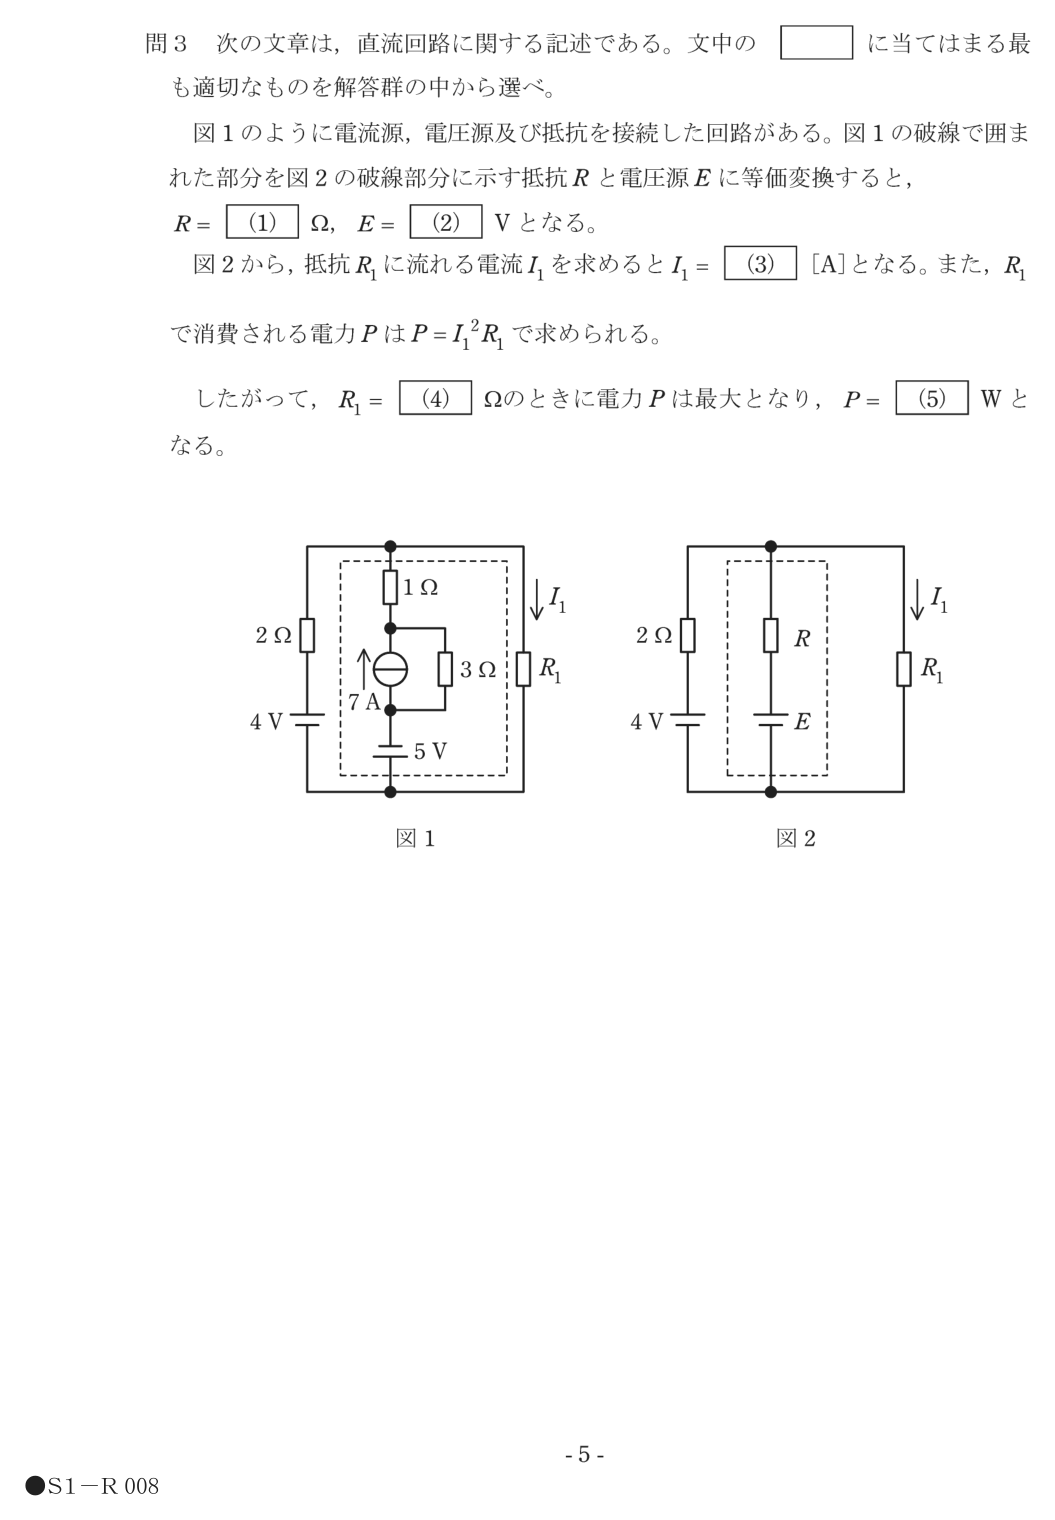 問３　次の文章は，直流回路に関する記述である。文中の　　　　に当てはまる最
も適切なものを解答群の中から選べ。
図 1 のように電流源，電圧源及び抵抗を接続した回路がある。図 1 の破線で囲ま
れた部分を図 2 の破線部分に示す抵抗 R と電圧源 E に等価変換すると，
R = (1) Ω， E = (2) V となる。
図 2 から，抵抗 R₁ に流れる電流 I₁ を求めると I₁ = (3) [A] となる。また，R₁
で消費される電力 P は P = I₁²R₁ で求められる。
したがって， R₁ = (4) Ωのときに電力 P は最大となり， P = (5) W と
なる。
1 Ω
I₁
2 Ω
3 Ω
R₁
7 A
4 V
5 V
図 1
I₁
2 Ω
R
R₁
4 V
E
図 2
- 5 -
●S1－R 008